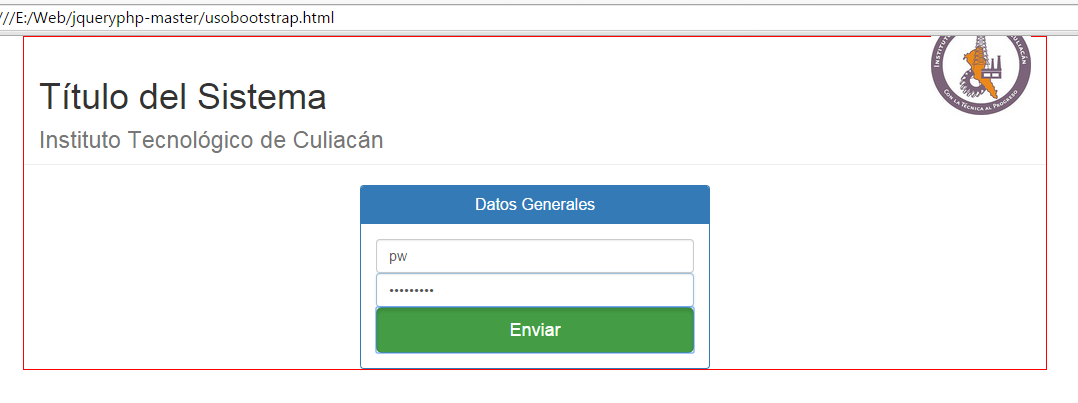 ///E:/Web/jqueryphp-master/usobootstrap.html
INSTITUTO
CULIACÁN
CON LA TÉCNICA AL PROGRESO
Título del Sistema
Instituto Tecnológico de Culiacán
Datos Generales
pw
•••••••••
Enviar